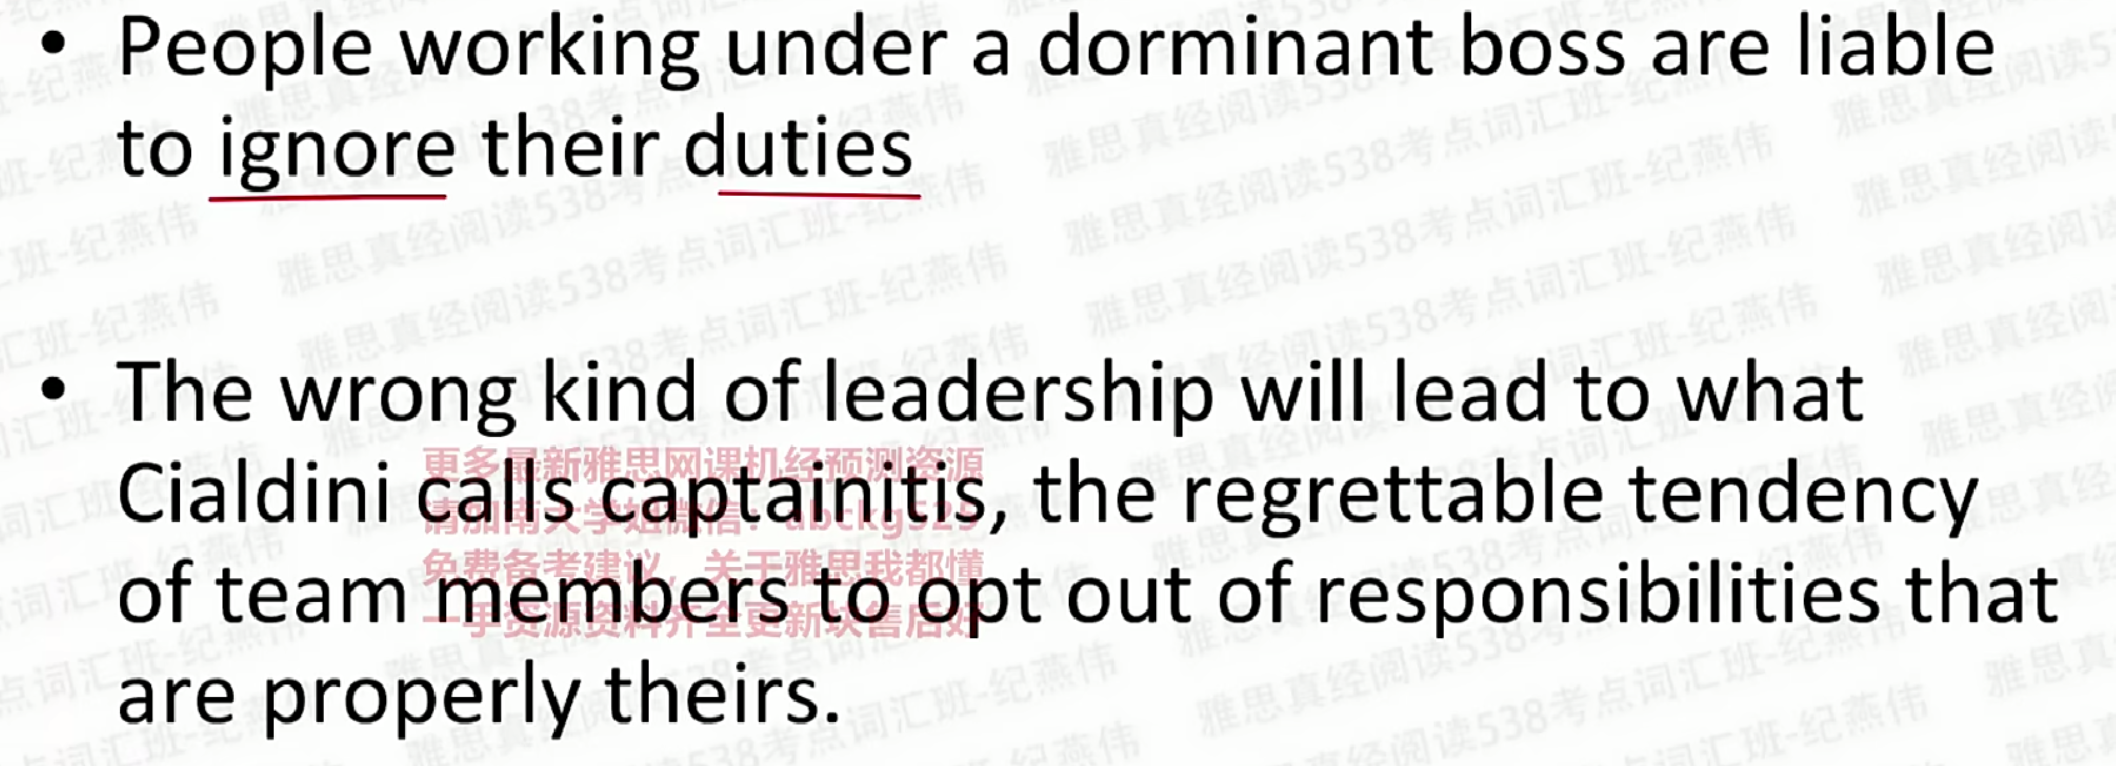 • People working under a dorminant boss are liable
to ignore their duties
• The wrong kind of leadership will lead to what
Cialdini calls captainitis, the regrettable tendency
of team members to opt out of responsibilities that
are properly theirs.
更多最新雅思网课机经预测资源
请加南大学姐微信：abckg525
免费备考建议，关于雅思我都懂
一手资源资料齐全更新快售后好
雅思真经阅读538考点词汇班-纪燕伟